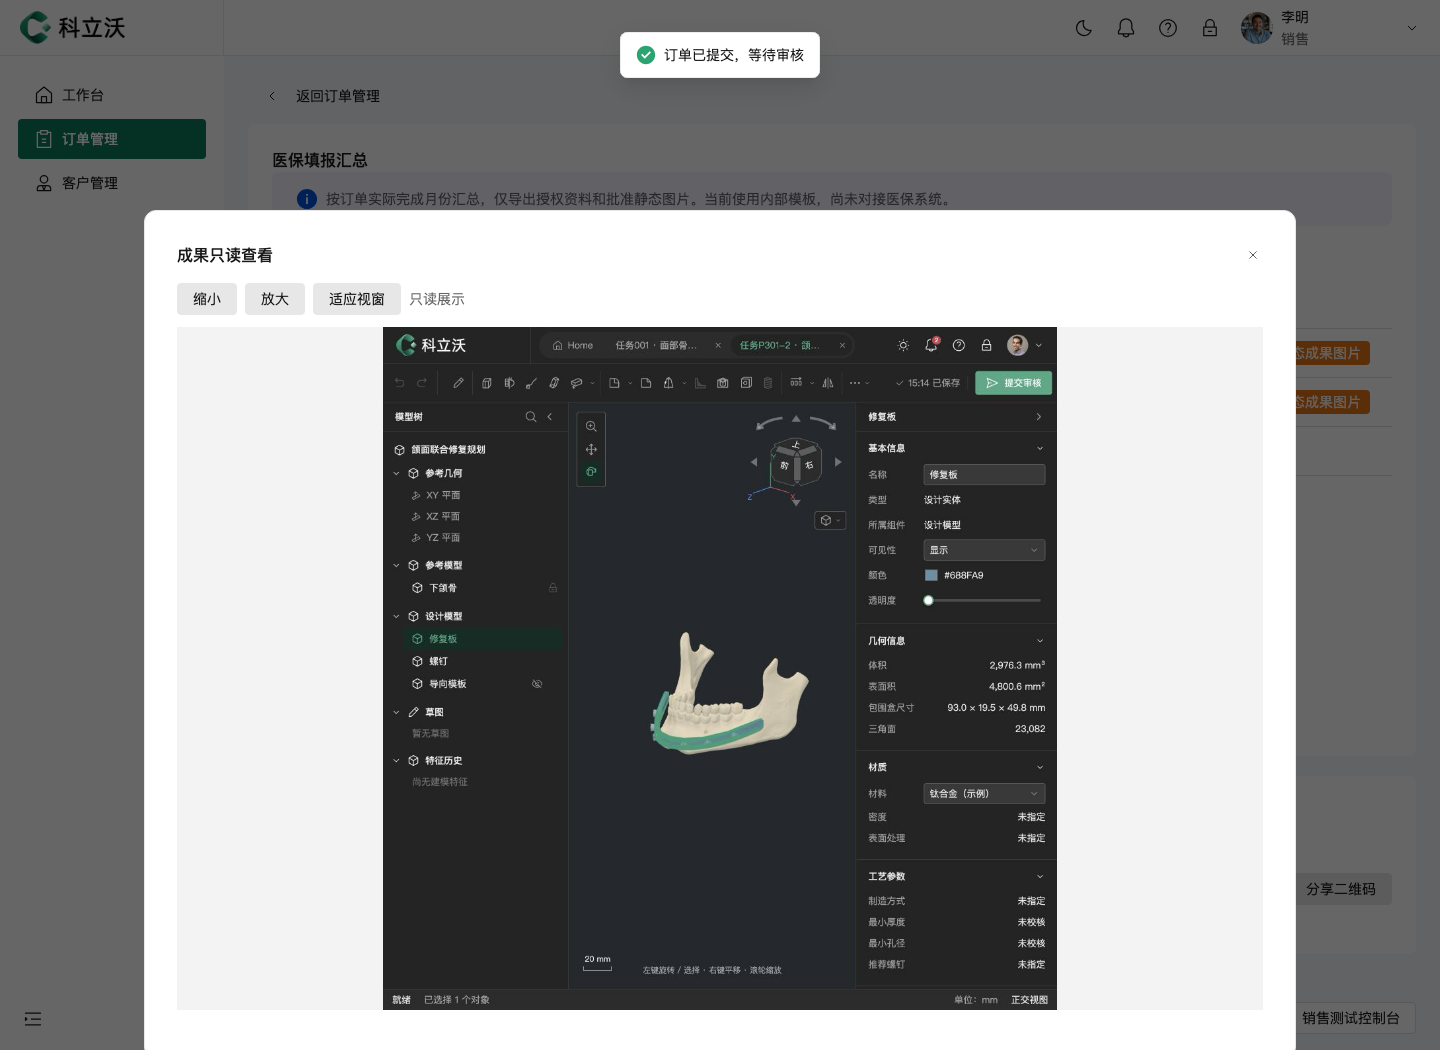 科立沃
李明
销售
订单已提交，等待审核
工作台
订单管理
客户管理
返回订单管理
医保填报汇总
按订单实际完成月份汇总，仅导出授权资料和批准静态图片。当前使用内部模板，尚未对接医保系统。
成果只读查看
缩小 放大 适应视窗 只读展示
科立沃
Home
任务001 · 面部骨...
任务P301-2 · 颌...
2
15:14 已保存
提交审核
模型树
颌面联合修复规划
参考几何
XY 平面
XZ 平面
YZ 平面
参考模型
下颌骨
设计模型
修复板
螺钉
导向模板
草图
暂无草图
特征历史
尚无建模特征
上
前
右
Z
Y
X
20 mm
左键旋转 / 选择 · 右键平移 · 滚轮缩放
修复板
基本信息
名称 修复板
类型 设计实体
所属组件 设计模型
可见性 显示
颜色 #688FA9
透明度
几何信息
体积 2,976.3 mm³
表面积 4,800.6 mm²
包围盒尺寸 93.0 × 19.5 × 49.8 mm
三角面 23,082
材质
材料 钛合金（示例）
密度 未指定
表面处理 未指定
工艺参数
制造方式 未指定
最小厚度 未校核
最小孔径 未校核
推荐螺钉 未指定
就绪 已选择 1 个对象
单位：mm 正交视图
态成果图片
态成果图片
分享二维码
销售测试控制台